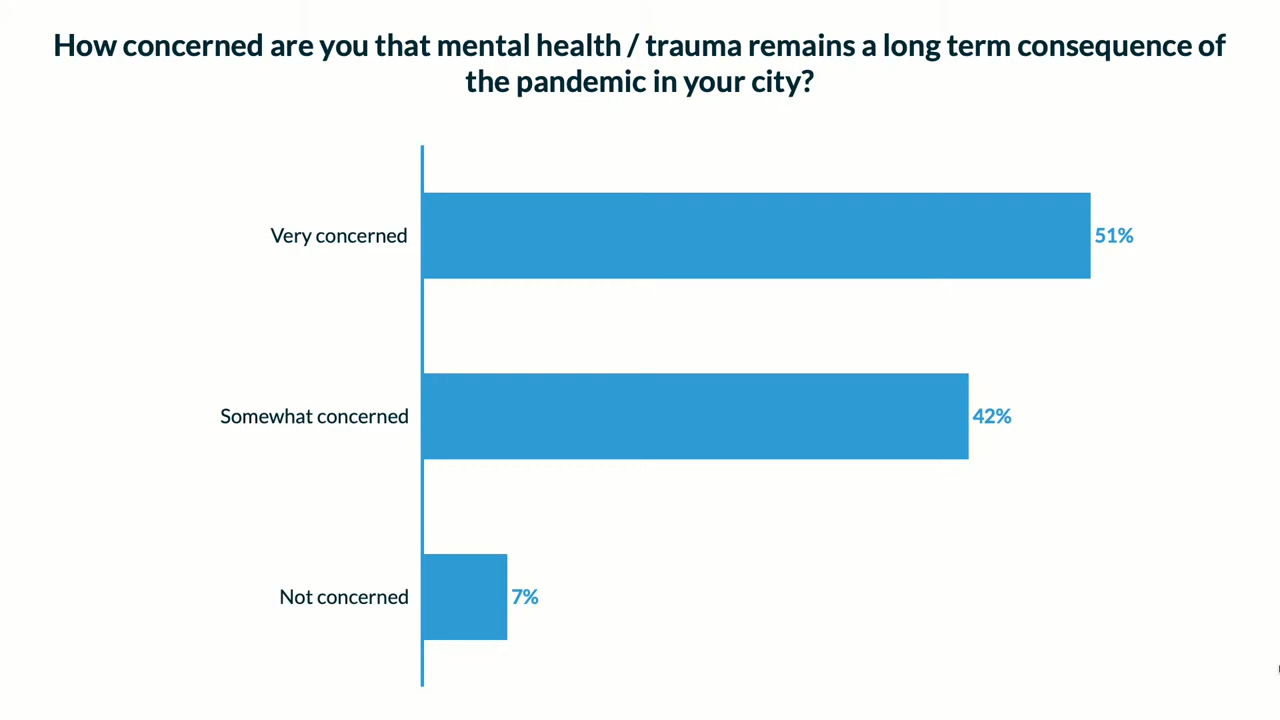 How concerned are you that mental health / trauma remains a long term consequence of
the pandemic in your city?
Very concerned
51%
Somewhat concerned
42%
Not concerned
7%